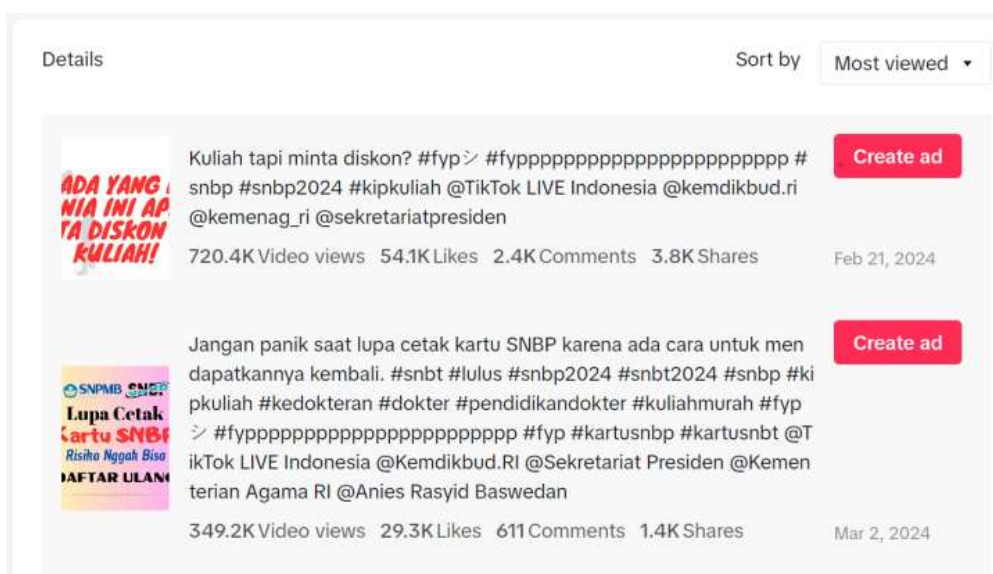 Details
Sort by
Most viewed
ADA YANG
NIA INI AP
TA DISKON
KULIAH!
Kuliah tapi minta diskon? #fypシ #fyppppppppppppppppppppppp #
snbp #snbp2024 #kipkuliah @TikTok LIVE Indonesia @kemdikbud.ri
@kemenag_ri @sekretariatpresiden
720.4K Video views 54.1K Likes 2.4K Comments 3.8K Shares
Create ad
Feb 21, 2024
SNPMB SNBP
Lupa Cetak
Kartu SNBP
Risiko Nggak Bisa
DAFTAR ULANG
Jangan panik saat lupa cetak kartu SNBP karena ada cara untuk men
dapatkannya kembali. #snbt #lulus #snbp2024 #snbt2024 #snbp #ki
pkuliah #kedokteran #dokter #pendidikandokter #kuliahmurah #fyp
シ #fyppppppppppppppppppppppp #fyp #kartusnbp #kartusnbt @T
ikTok LIVE Indonesia @Kemdikbud.RI @Sekretariat Presiden @Kemen
terian Agama RI @Anies Rasyid Baswedan
349.2K Video views 29.3K Likes 611 Comments 1.4K Shares
Create ad
Mar 2, 2024